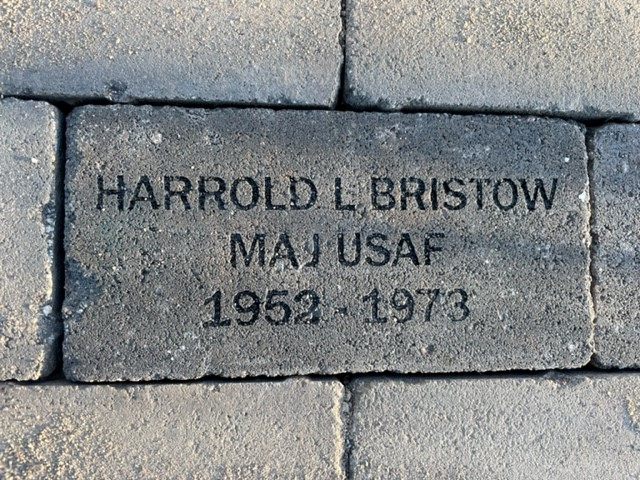 HARROLD L BRISTOW
MAJ USAF
1952 - 1973